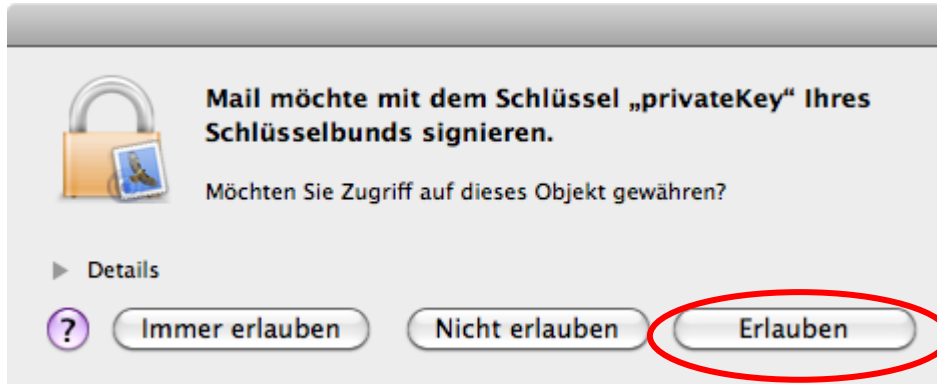 Mail möchte mit dem Schlüssel „privateKey“ Ihres
Schlüsselbunds signieren.
Möchten Sie Zugriff auf dieses Objekt gewähren?
Details
? Immer erlauben Nicht erlauben Erlauben